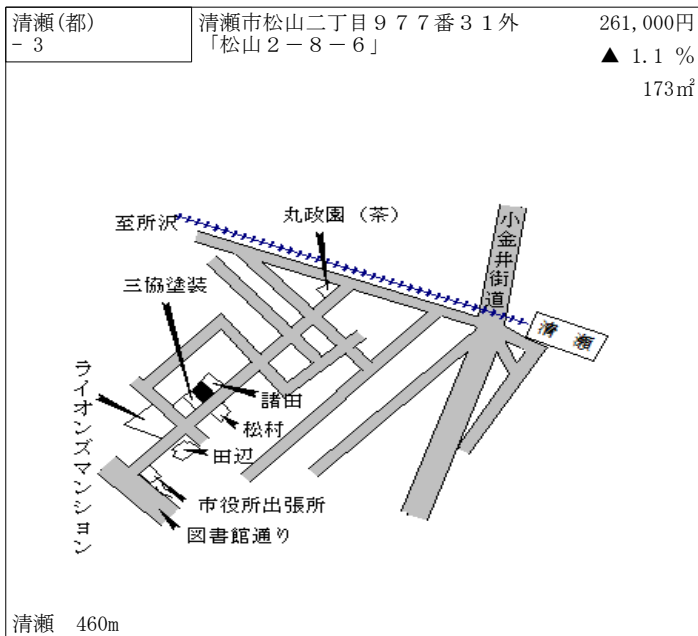 清瀬(都)
－3
清瀬市松山二丁目９７７番３１外
「松山２－８－６」
261,000円
▲ 1.1 %
173㎡
至所沢
丸政園（茶）
小金井街道
三協塗装
清瀬
ライオンズマンション
諸田
松村
田辺
市役所出張所
図書館通り
清瀬　460m